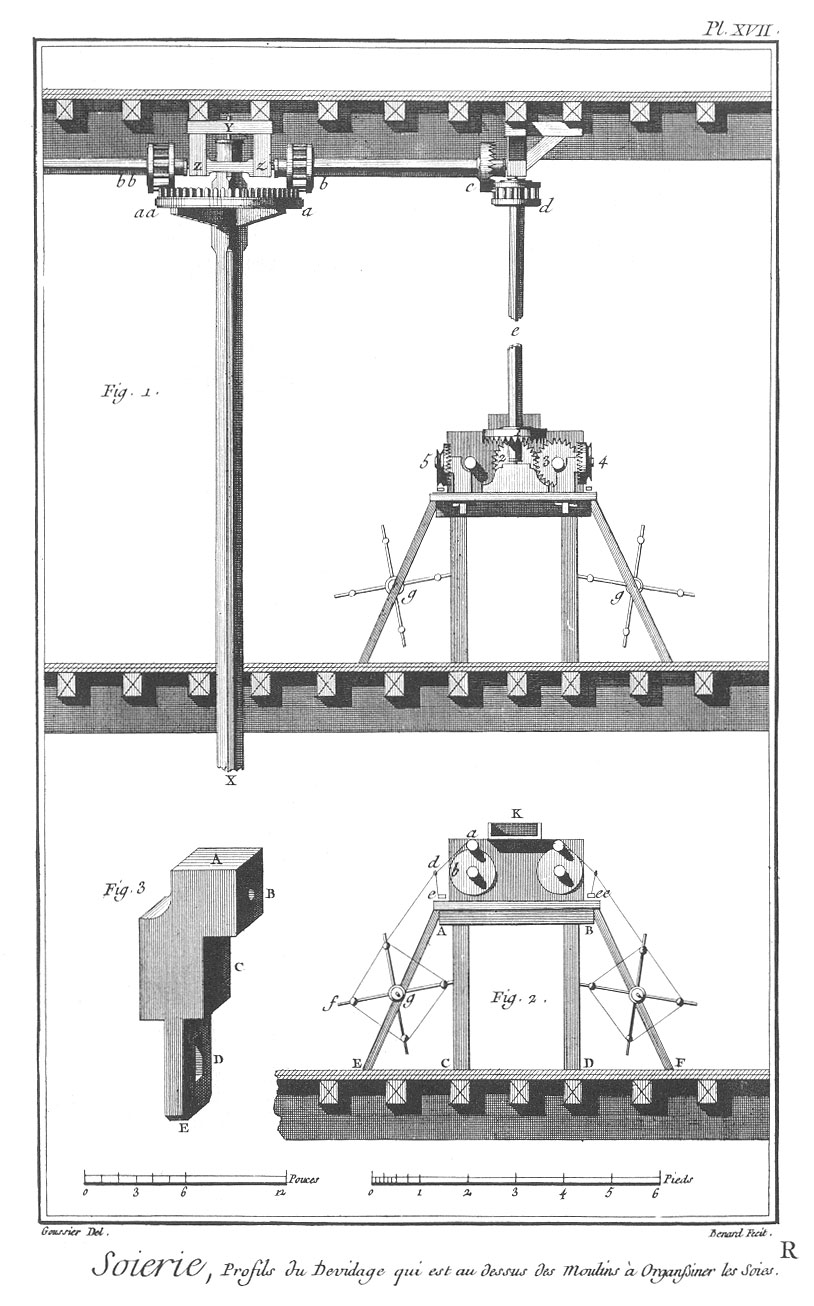 Pl. XVII.
Y
Z Z
bb b c
aa a d
e
Fig. 1.
1
5 2 3 4
g g
X
K
a
A d b
Fig. 3 B e ee
A B
C
f g Fig. 2.
D E C D F
E
0 3 6 12 Pouces
0 1 2 3 4 5 6 Pieds
Goussier Del. Benard Fecit.
R
Soierie, Profils du Devidage qui est au dessus des Moulins à Organßiner les Soies.